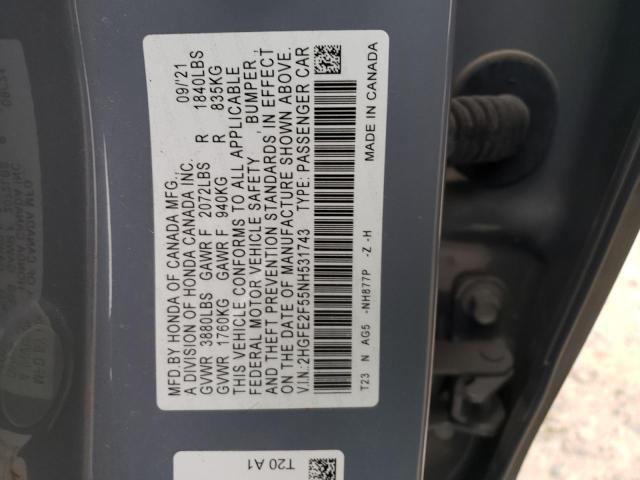 MFD.BY HONDA OF CANADA MFG., 09/'21
A DIVISION OF HONDA CANADA INC.
GVWR 3880LBS GAWR F 2072LBS R 1840LBS
GVWR 1760KG GAWR F 940KG R 835KG
THIS VEHICLE CONFORMS TO ALL APPLICABLE
FEDERAL MOTOR VEHICLE SAFETY , BUMPER ,
AND THEFT PREVENTION STANDARDS IN EFFECT
ON THE DATE OF MANUFACTURE SHOWN ABOVE.
V.I.N.:2HGFE2F55NH531743 TYPE: PASSENGER CAR
T23 N AG5 -NH877P -Z -H
MADE IN CANADA
T20 A1